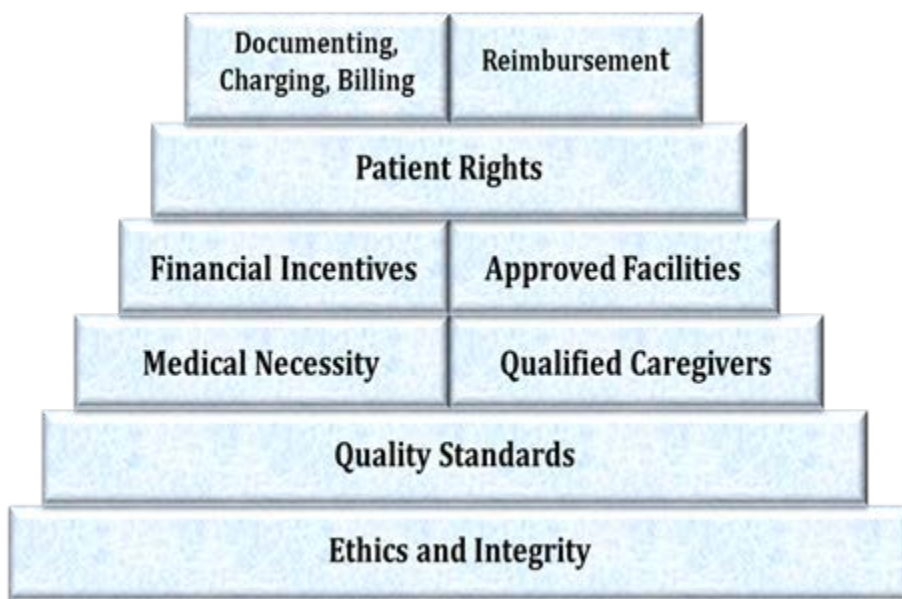 Documenting,
Charging, Billing
Reimbursement
Patient Rights
Financial Incentives
Approved Facilities
Medical Necessity
Qualified Caregivers
Quality Standards
Ethics and Integrity